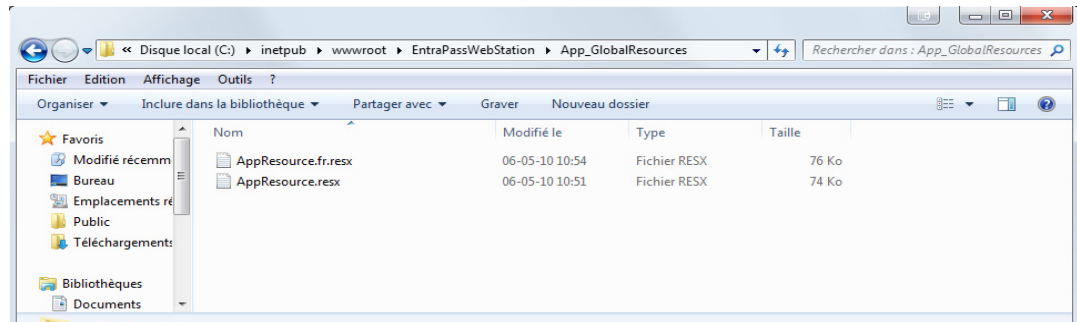 « Disque local (C:) ▸ inetpub ▸ wwwroot ▸ EntraPassWebStation ▸ App_GlobalResources
Rechercher dans : App_GlobalResources
Fichier Edition Affichage Outils ?
Organiser Inclure dans la bibliothèque Partager avec Graver Nouveau dossier
Favoris
Modifié récemm
Bureau
Emplacements ré
Public
Téléchargements
Bibliothèques
Documents
Nom Modifié le Type Taille
AppResource.fr.resx 06-05-10 10:54 Fichier RESX 76 Ko
AppResource.resx 06-05-10 10:51 Fichier RESX 74 Ko